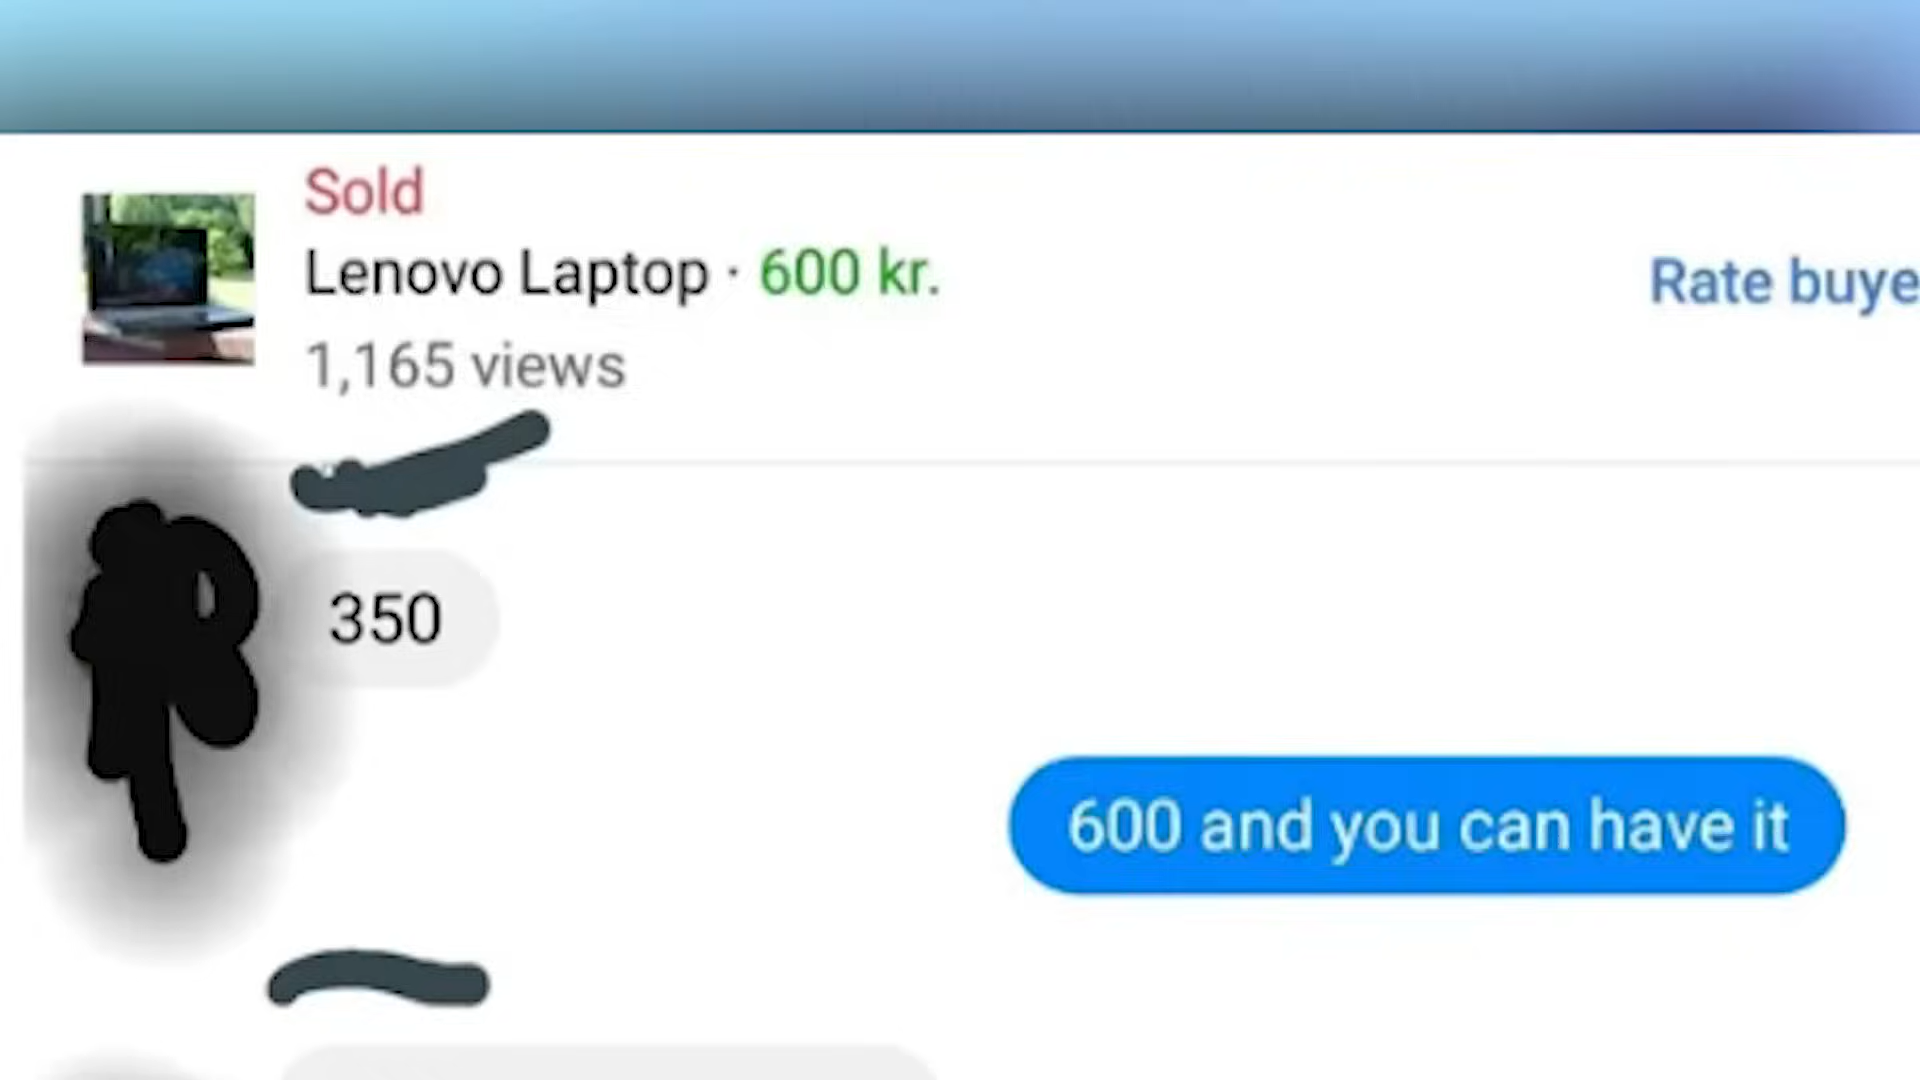 Sold
Lenovo Laptop · 600 kr.
1,165 views
Rate buye
350
600 and you can have it